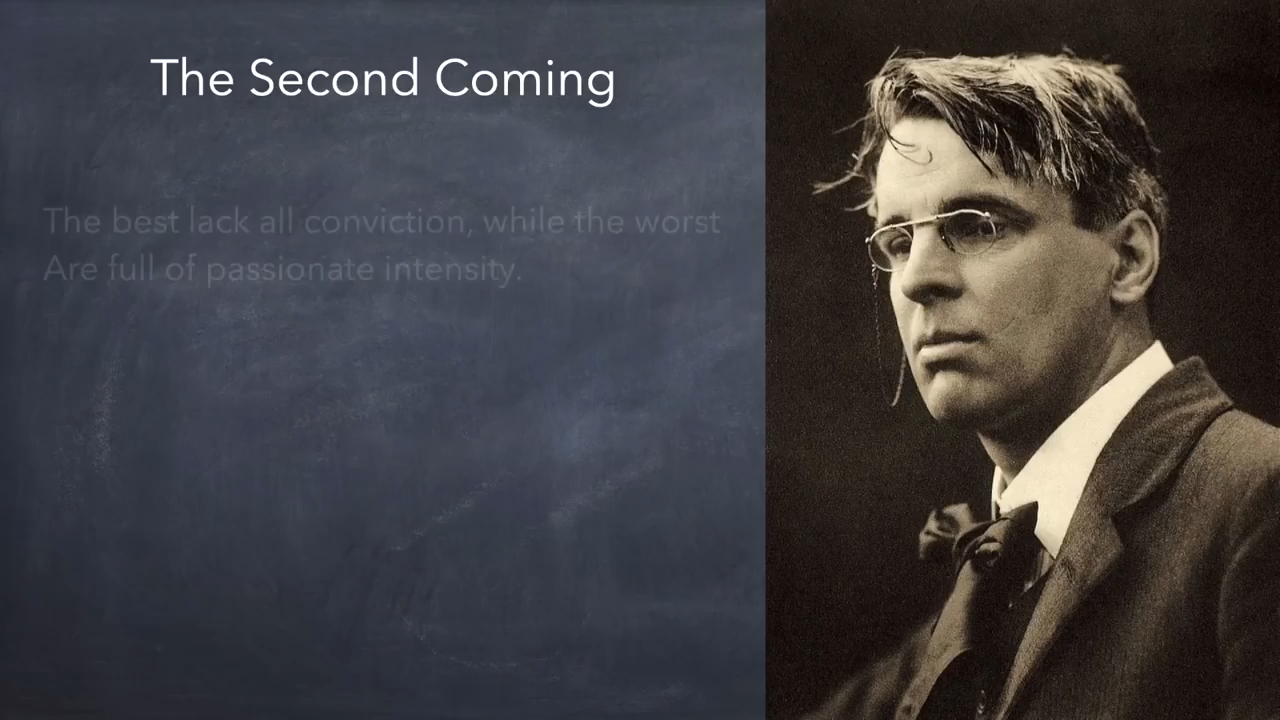 The Second Coming
The best lack all conviction, while the worst
Are full of passionate intensity.